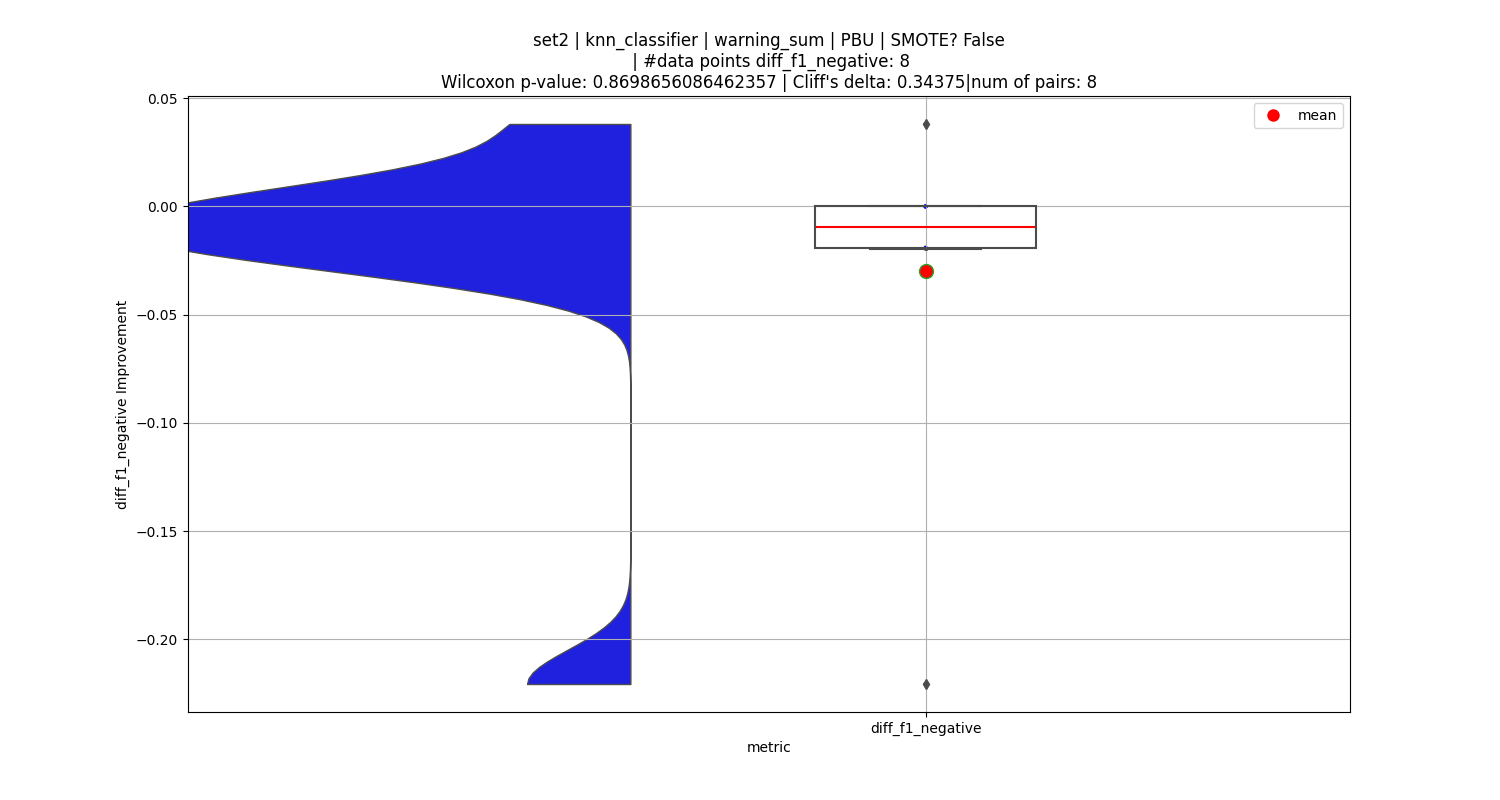 set2 | knn_classifier | warning_sum | PBU | SMOTE? False
| #data points diff_f1_negative: 8
Wilcoxon p-value: 0.8698656086462357 | Cliff's delta: 0.34375|num of pairs: 8
mean
0.05
0.00
−0.05
−0.10
−0.15
−0.20
diff_f1_negative Improvement
diff_f1_negative
metric